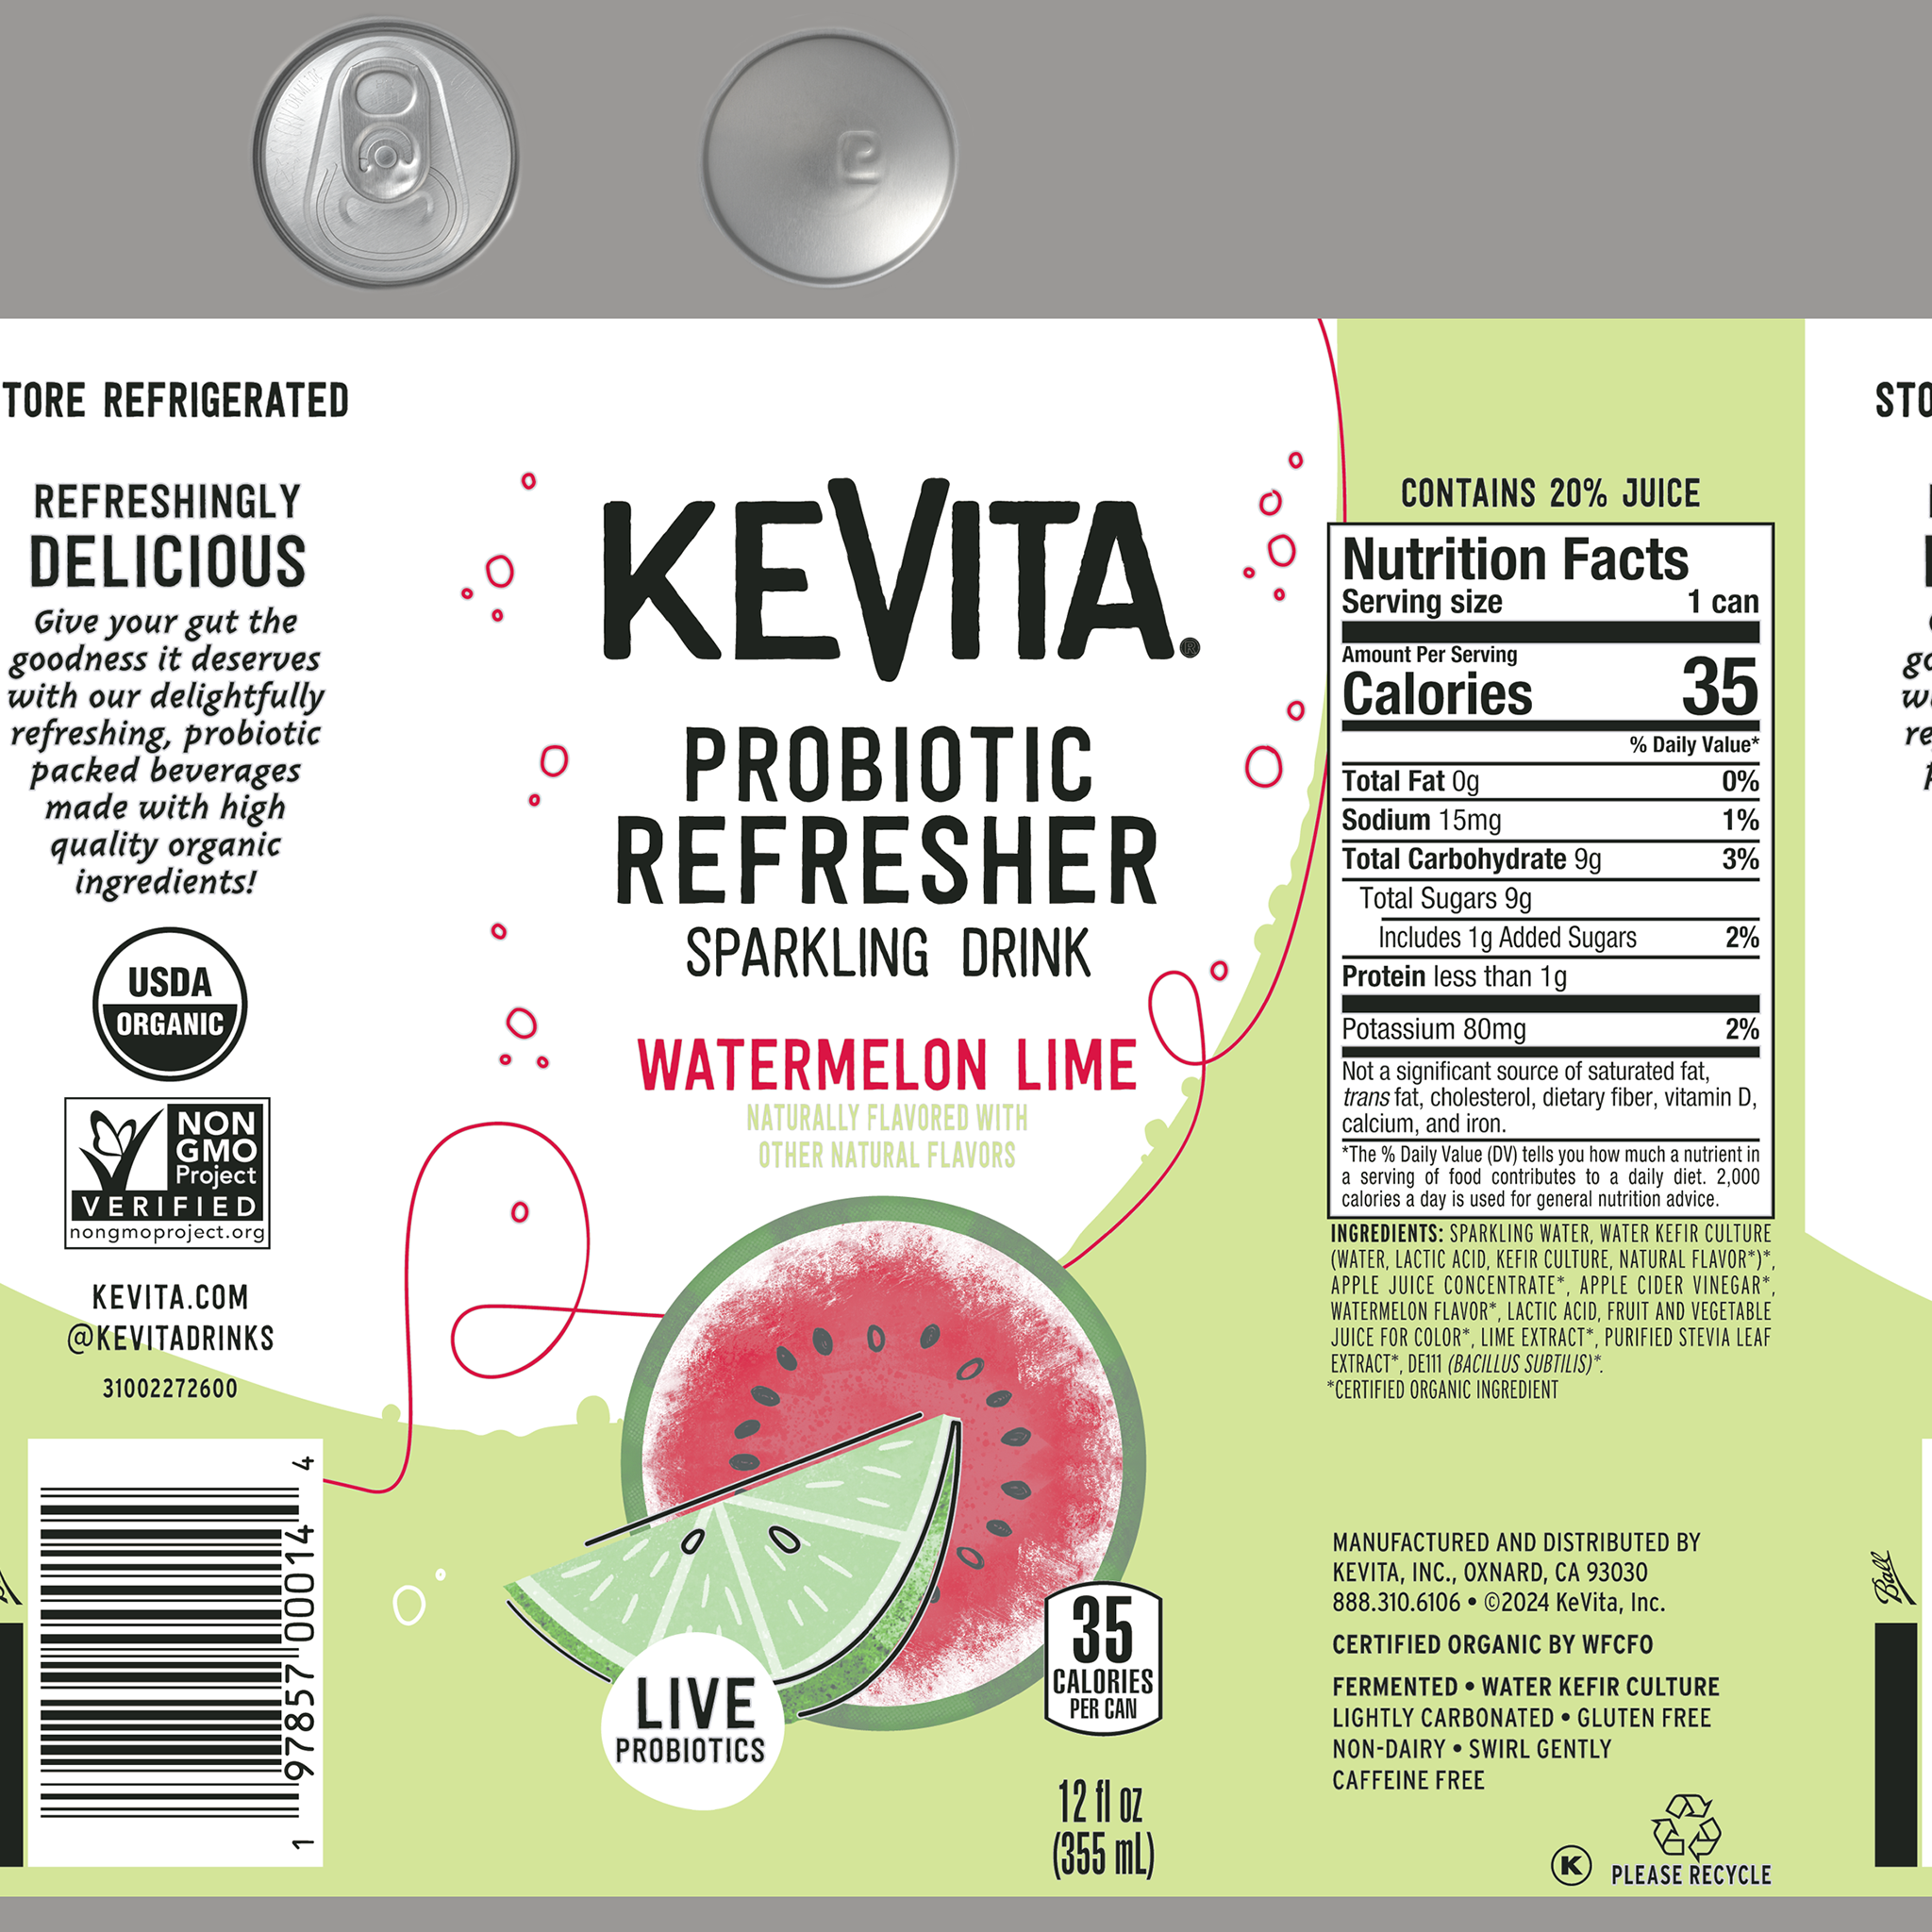 TORE REFRIGERATED
REFRESHINGLY
DELICIOUS
Give your gut the
goodness it deserves
with our delightfully
refreshing, probiotic
packed beverages
made with high
quality organic
ingredients!
USDA
ORGANIC
NON
GMO
Project
VERIFIED
nongmoproject.org
KEVITA.COM
@KEVITADRINKS
31002272600
1 97857 00014 4
KEVITA®
PROBIOTIC
REFRESHER
SPARKLING DRINK
WATERMELON LIME
NATURALLY FLAVORED WITH
OTHER NATURAL FLAVORS
LIVE
PROBIOTICS
35
CALORIES
PER CAN
12 fl oz
(355 mL)
CONTAINS 20% JUICE
Nutrition Facts
Serving size 1 can
Amount Per Serving
Calories 35
% Daily Value*
Total Fat 0g 0%
Sodium 15mg 1%
Total Carbohydrate 9g 3%
Total Sugars 9g
Includes 1g Added Sugars 2%
Protein less than 1g
Potassium 80mg 2%
Not a significant source of saturated fat,
trans fat, cholesterol, dietary fiber, vitamin D,
calcium, and iron.
*The % Daily Value (DV) tells you how much a nutrient in
a serving of food contributes to a daily diet. 2,000
calories a day is used for general nutrition advice.
INGREDIENTS: SPARKLING WATER, WATER KEFIR CULTURE
(WATER, LACTIC ACID, KEFIR CULTURE, NATURAL FLAVOR*)*,
APPLE JUICE CONCENTRATE*, APPLE CIDER VINEGAR*,
WATERMELON FLAVOR*, LACTIC ACID, FRUIT AND VEGETABLE
JUICE FOR COLOR*, LIME EXTRACT*, PURIFIED STEVIA LEAF
EXTRACT*, DE111 (BACILLUS SUBTILIS)*.
*CERTIFIED ORGANIC INGREDIENT
MANUFACTURED AND DISTRIBUTED BY
KEVITA, INC., OXNARD, CA 93030
888.310.6106 • ©2024 KeVita, Inc.
CERTIFIED ORGANIC BY WFCFO
FERMENTED • WATER KEFIR CULTURE
LIGHTLY CARBONATED • GLUTEN FREE
NON-DAIRY • SWIRL GENTLY
CAFFEINE FREE
K
PLEASE RECYCLE
STO
go
w
re
Ball